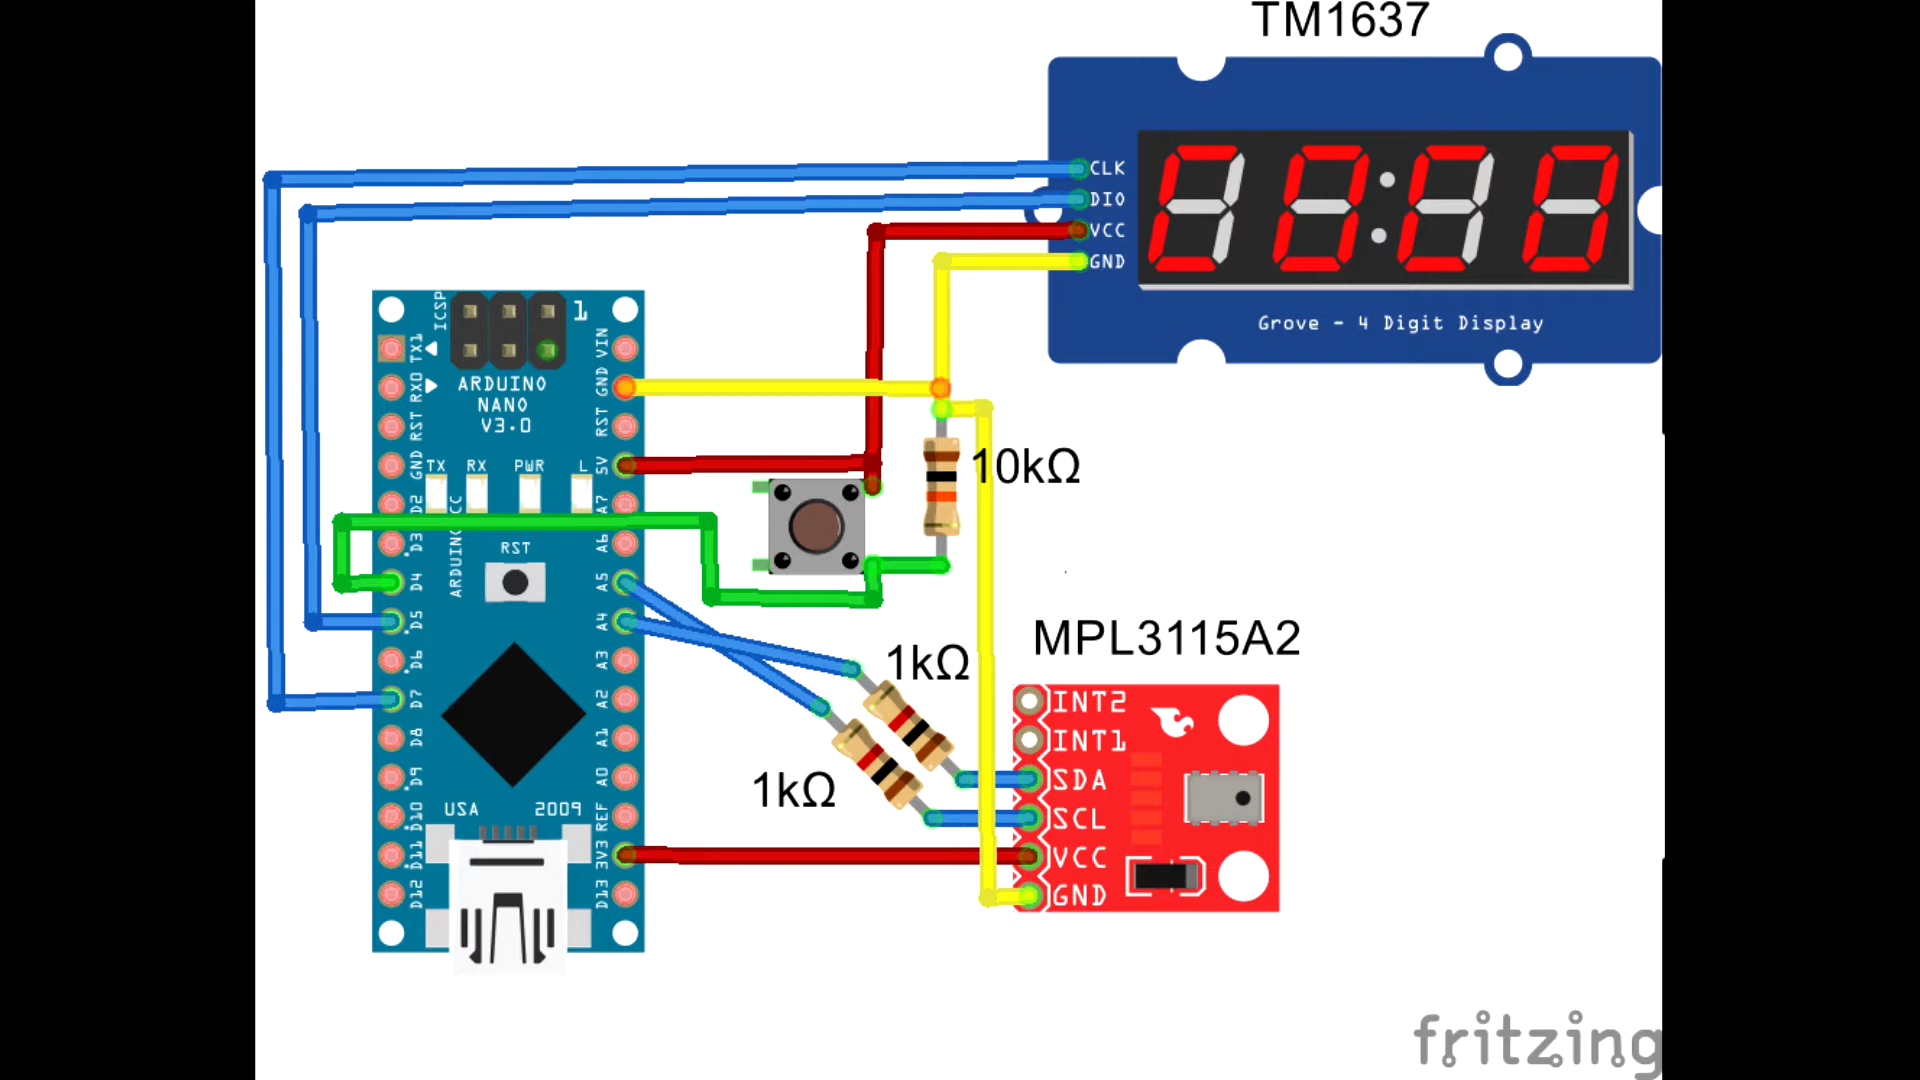 TM1637
CLK
DIO
VCC
GND
Grove - 4 Digit Display
ICSP
1
TX1
RX0
RST
GND
D2
D3
D4
D5
D6
D7
D8
D9
D10
D11
D12
VIN
GND
RST
5V
A7
A6
A5
A4
A3
A2
A1
A0
REF
3V3
D13
ARDUINO
NANO
V3.0
TX
RX
PWR
L
RST
USA
2009
10kΩ
1kΩ
1kΩ
MPL3115A2
INT2
INT1
SDA
SCL
VCC
GND
fritzing